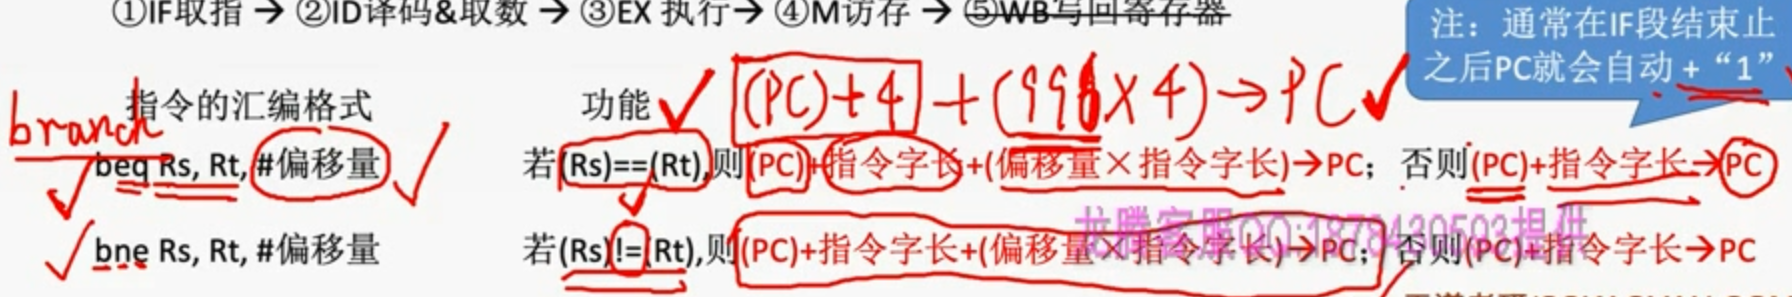 ①IF取指 → ②ID译码&取数 → ③EX 执行→ ④M访存 → ⑤WB写回寄存器
注：通常在IF段结束止
之后PC就会自动 + “1”
指令的汇编格式 功能 (PC)+4 + (998×4)→PC
branch
beq Rs, Rt, #偏移量 若(Rs)==(Rt),则(PC)+指令字长+(偏移量×指令字长)→PC； 否则(PC)+指令字长→PC
bne Rs, Rt, #偏移量 若(Rs)!=(Rt),则(PC)+指令字长+(偏移量×指令字长)→PC； 否则(PC)+指令字长→PC
龙腾客服QQ:1878430503提供